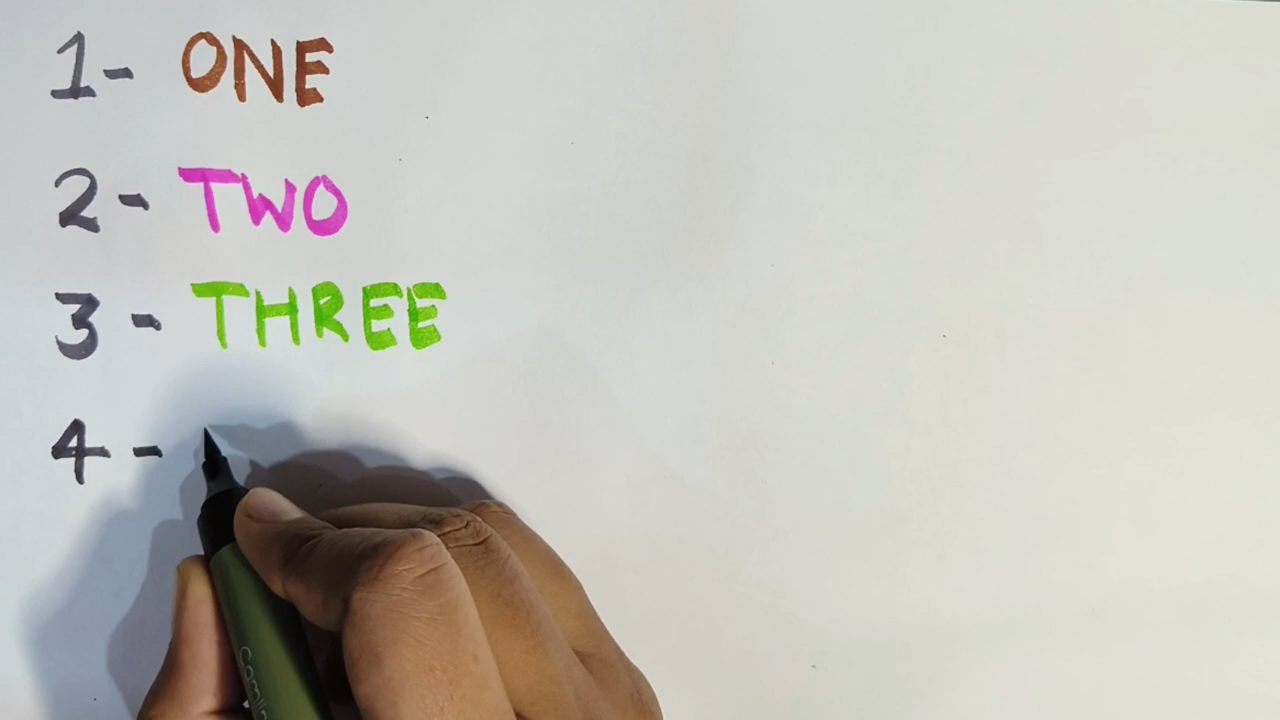 1- ONE
2- TWO
3- THREE
4-